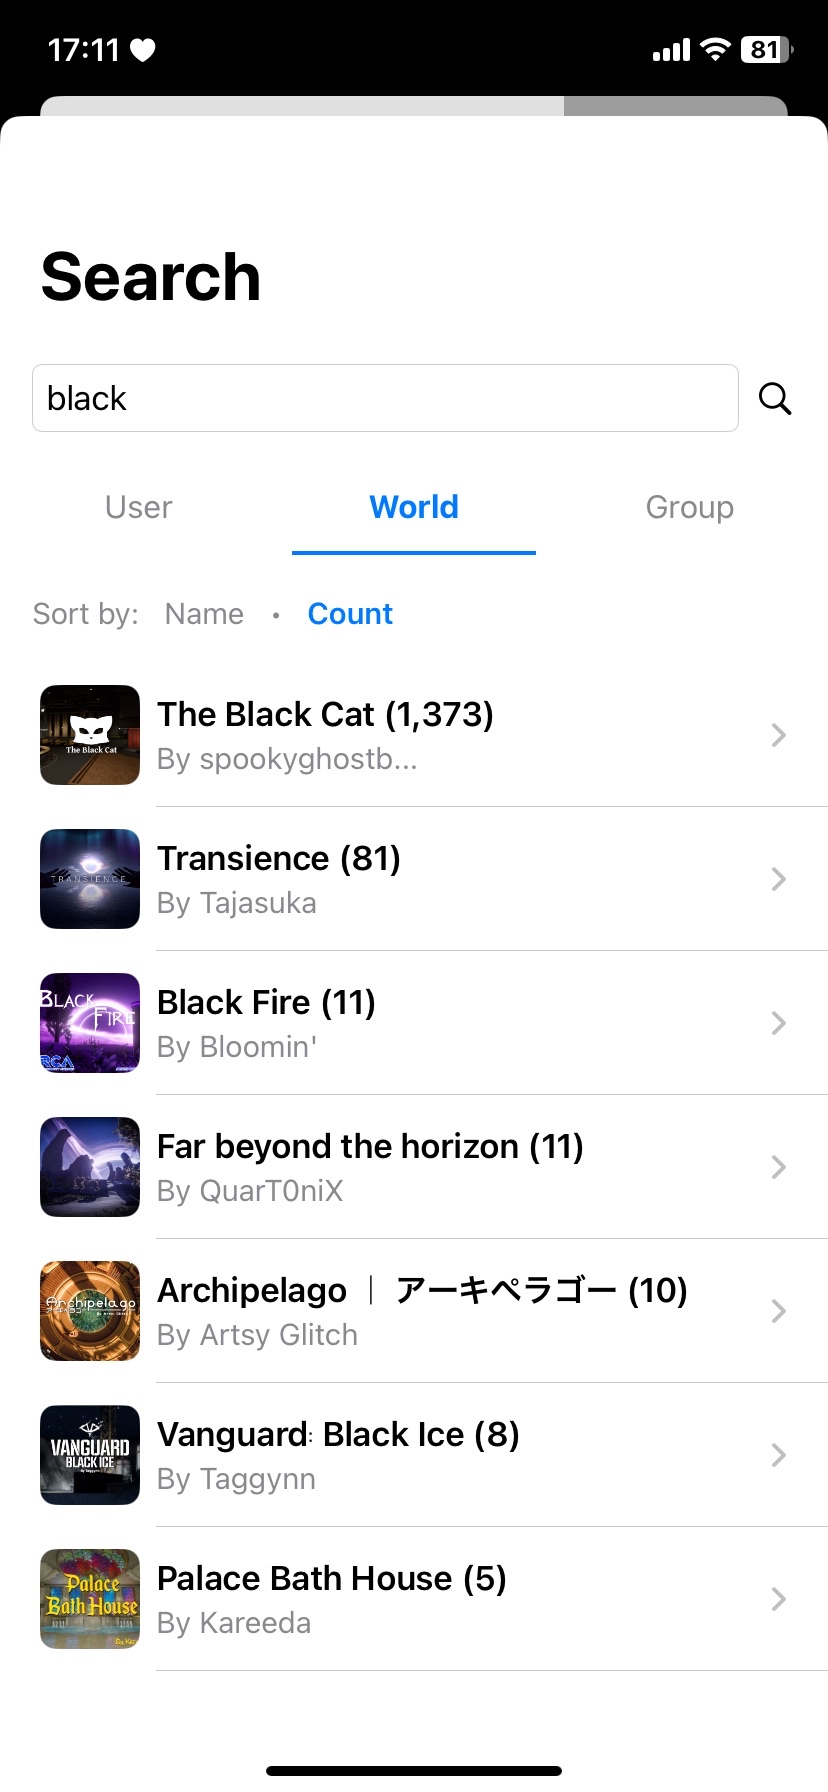 17:11
81
Search
black
User
World
Group
Sort by: Name • Count
The Black Cat
The Black Cat (1,373)
By spookyghostb...
TRANSIENCE
Transience (81)
By Tajasuka
BLACK
FIRE
Black Fire (11)
By Bloomin'
Far beyond the horizon (11)
By QuarT0niX
Archipelago
Archipelago ｜ アーキペラゴー (10)
By Artsy Glitch
VANGUARD
BLACK ICE
By Taggynn
Vanguard꞉ Black Ice (8)
By Taggynn
Palace
Bath House
Palace Bath House (5)
By Kareeda